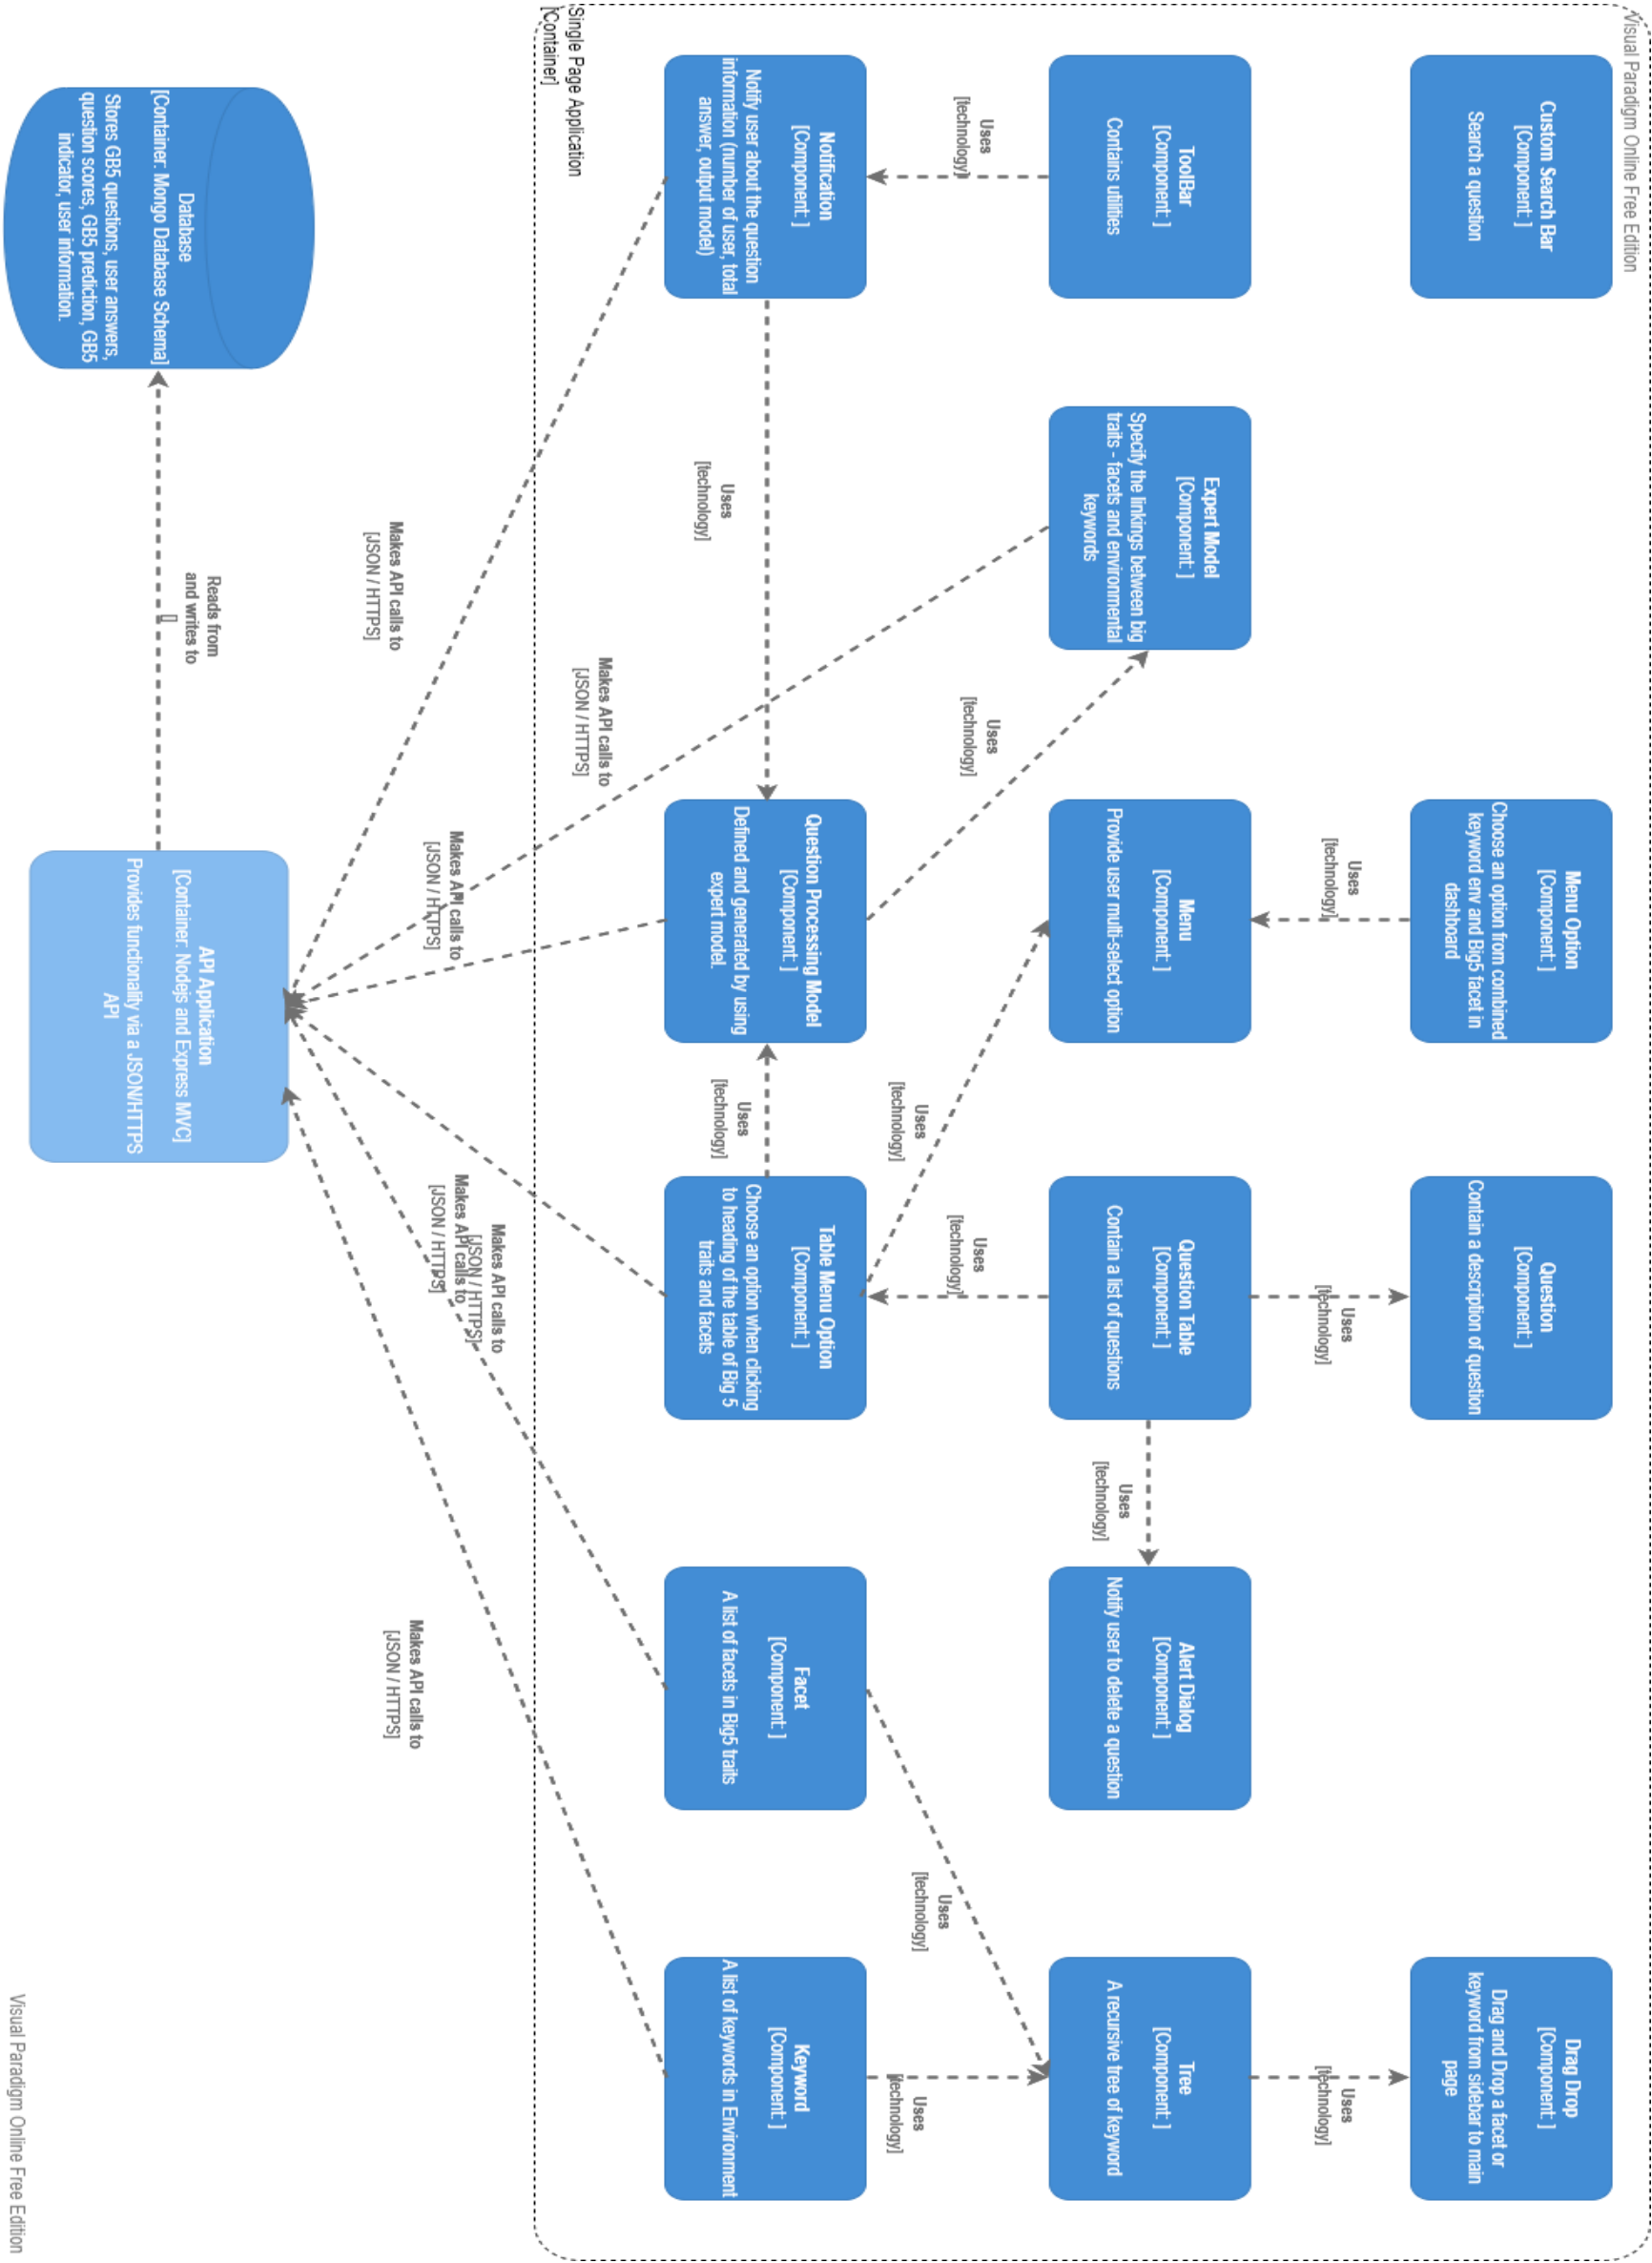 Visual Paradigm Online Free Edition
Custom Search Bar
[Component: ]
Search a question
Menu Option
[Component: ]
Choose an option from combined
keyword env and Big5 facet in
dashboard
Question
[Component: ]
Contain a description of question
Drag Drop
[Component: ]
Drag and Drop a facet or
keyword from sidebar to main
page
Uses
[technology]
Uses
[technology]
Uses
[technology]
ToolBar
[Component: ]
Contains utilities
Expert Model
[Component: ]
Specify the linkings between big
traits - facets and environmental
keywords
Menu
[Component: ]
Provide user multi-select option
Question Table
[Component: ]
Contain a list of questions
Uses
[technology]
Alert Dialog
[Component: ]
Notify user to delete a question
Tree
[Component: ]
A recursive tree of keyword
Uses
[technology]
Uses
[technology]
Uses
[technology]
Uses
[technology]
Uses
[technology]
Uses
[technology]
Notification
[Component: ]
Notify user about the question
information (number of user, total
answer, output model)
Uses
[technology]
Question Processing Model
[Component: ]
Defined and generated by using
expert model.
Uses
[technology]
Table Menu Option
[Component: ]
Choose an option when clicking
to heading of the table of Big 5
traits and facets
Facet
[Component: ]
A list of facets in Big5 traits
Keyword
[Component: ]
A list of keywords in Environment
Single Page Application
[Container]
Makes API calls to
[JSON / HTTPS]
Makes API calls to
[JSON / HTTPS]
Makes API calls to
[JSON / HTTPS]
Makes API calls to
[JSON / HTTPS]
Makes API calls to
[JSON / HTTPS]
Makes API calls to
[JSON / HTTPS]
Database
[Container: Mongo Database Schema]
Stores GB5 questions, user answers,
question scores, GB5 prediction, GB5
indicator, user information.
Reads from
and writes to
[]
API Application
[Container: Nodejs and Express MVC]
Provides functionality via a JSON/HTTPS
API
Visual Paradigm Online Free Edition